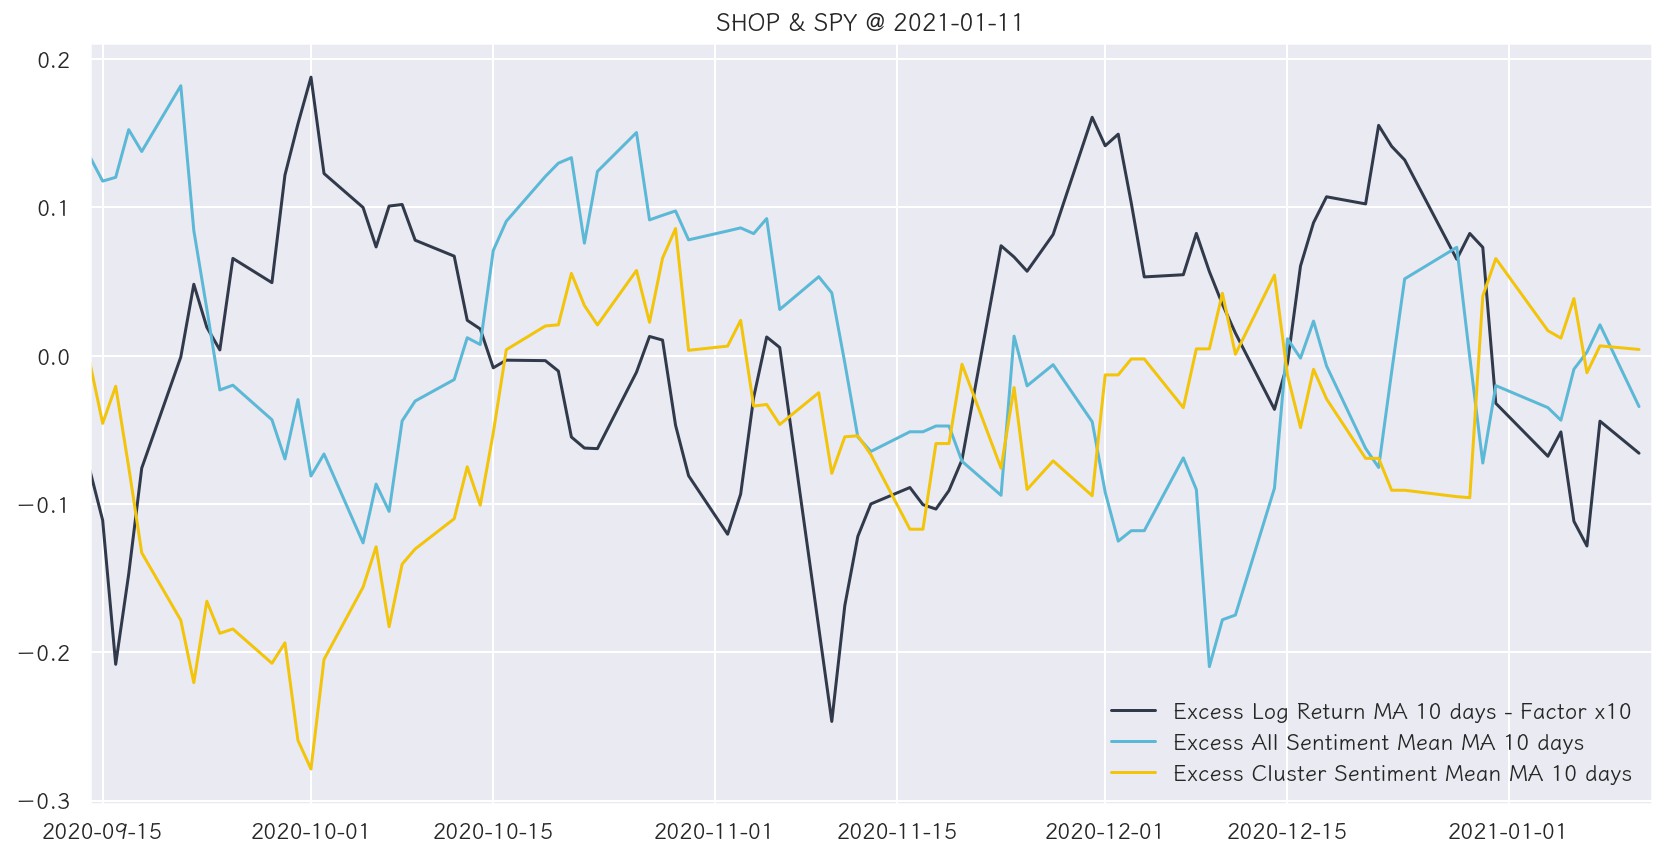 SHOP & SPY @ 2021-01-11
0.2
0.1
0.0
−0.1
−0.2
−0.3
Excess Log Return MA 10 days - Factor x10
Excess All Sentiment Mean MA 10 days
Excess Cluster Sentiment Mean MA 10 days
2020-09-15 2020-10-01 2020-10-15 2020-11-01 2020-11-15 2020-12-01 2020-12-15 2021-01-01